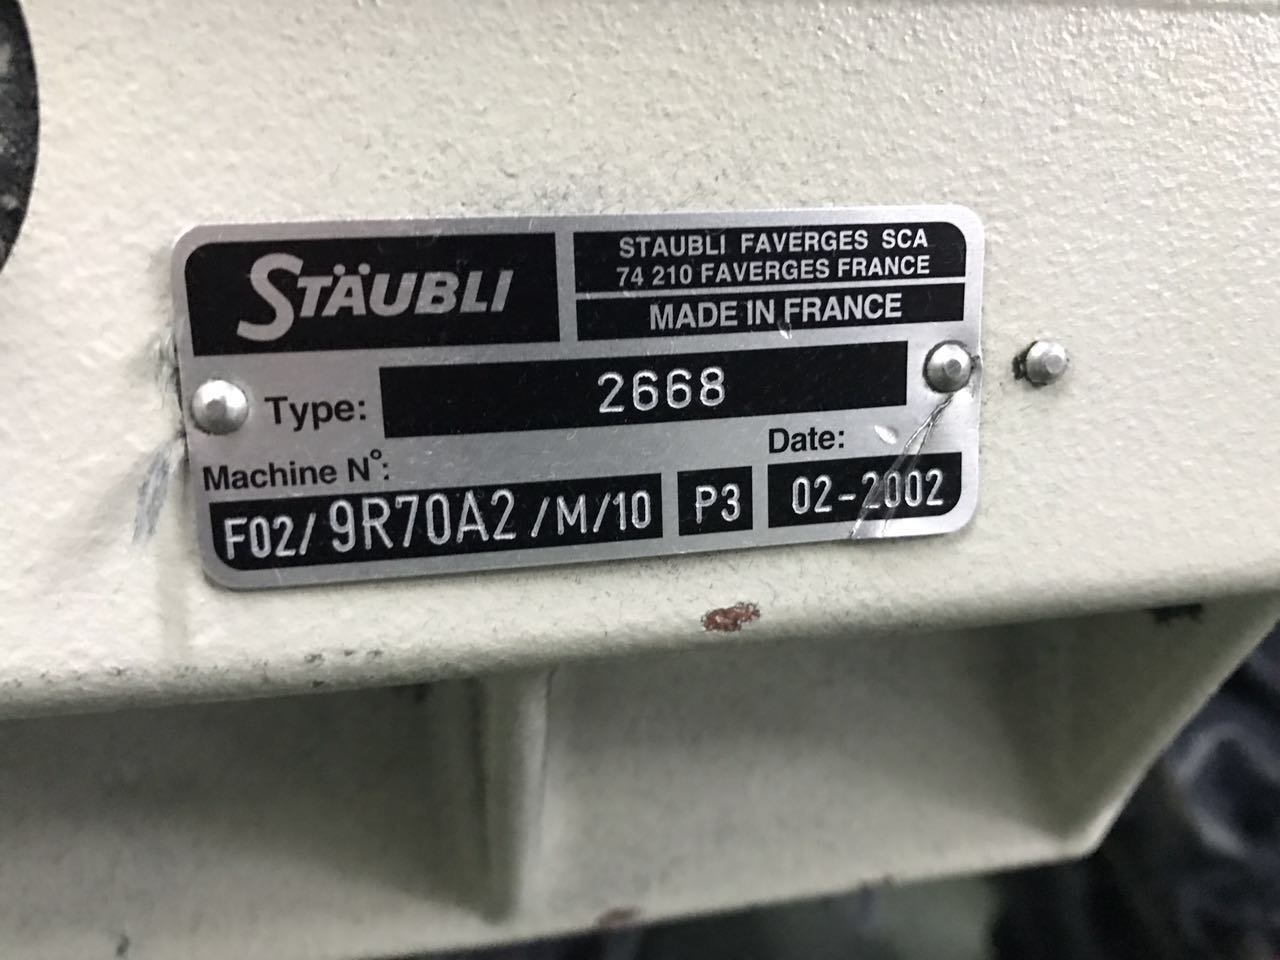 STÄUBLI
STAUBLI FAVERGES SCA
74 210 FAVERGES FRANCE
MADE IN FRANCE
Type: 2668
Machine N°:
Date:
F02/9R70A2/M/10 P3 02-2002